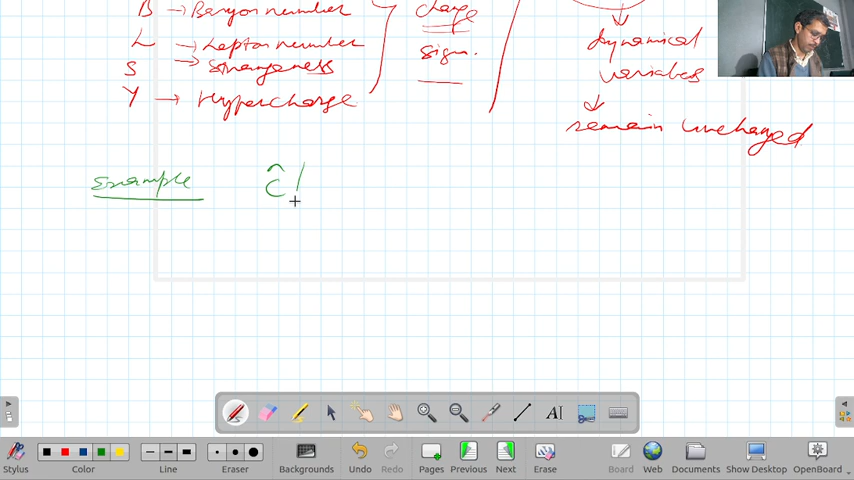 B → Baryon number
L → Lepton number
S → Strangeness
Y → Hypercharge
change
sign.
dynamical
variables
↓
remain unchanged
Example Ĉ |
Stylus
Color
Line
Eraser
Backgrounds
Undo
Redo
Pages
Previous
Next
Erase
Board
Web
Documents
Show Desktop
OpenBoard